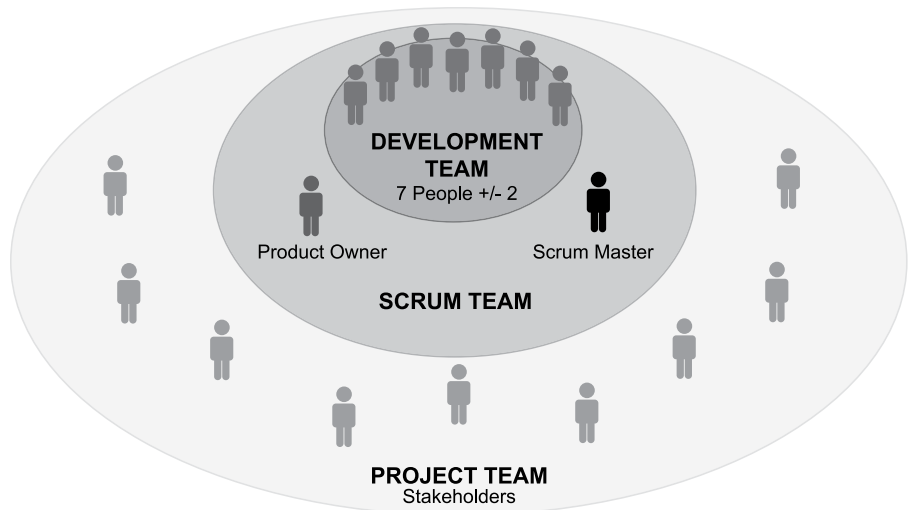 DEVELOPMENT
TEAM
7 People +/- 2
Product Owner
Scrum Master
SCRUM TEAM
PROJECT TEAM
Stakeholders